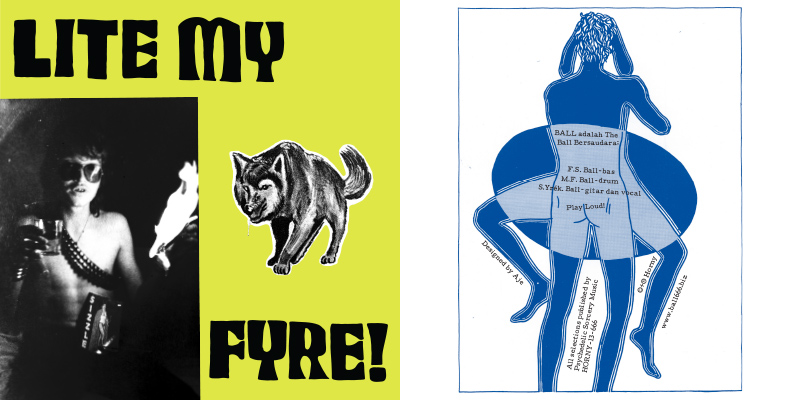 LITE MY
FYRE!
BALL adalah The
Ball Bersaudara:
F.S. Ball-bas
M.F. Ball-drum
S.Yrék. Ball-gitar dan vocal
Play Loud!
Designed by Aje
All selections published by
Psychedelic Sorcery Music
HORNY-13-666
©+℗ Horny
www.ball666.biz